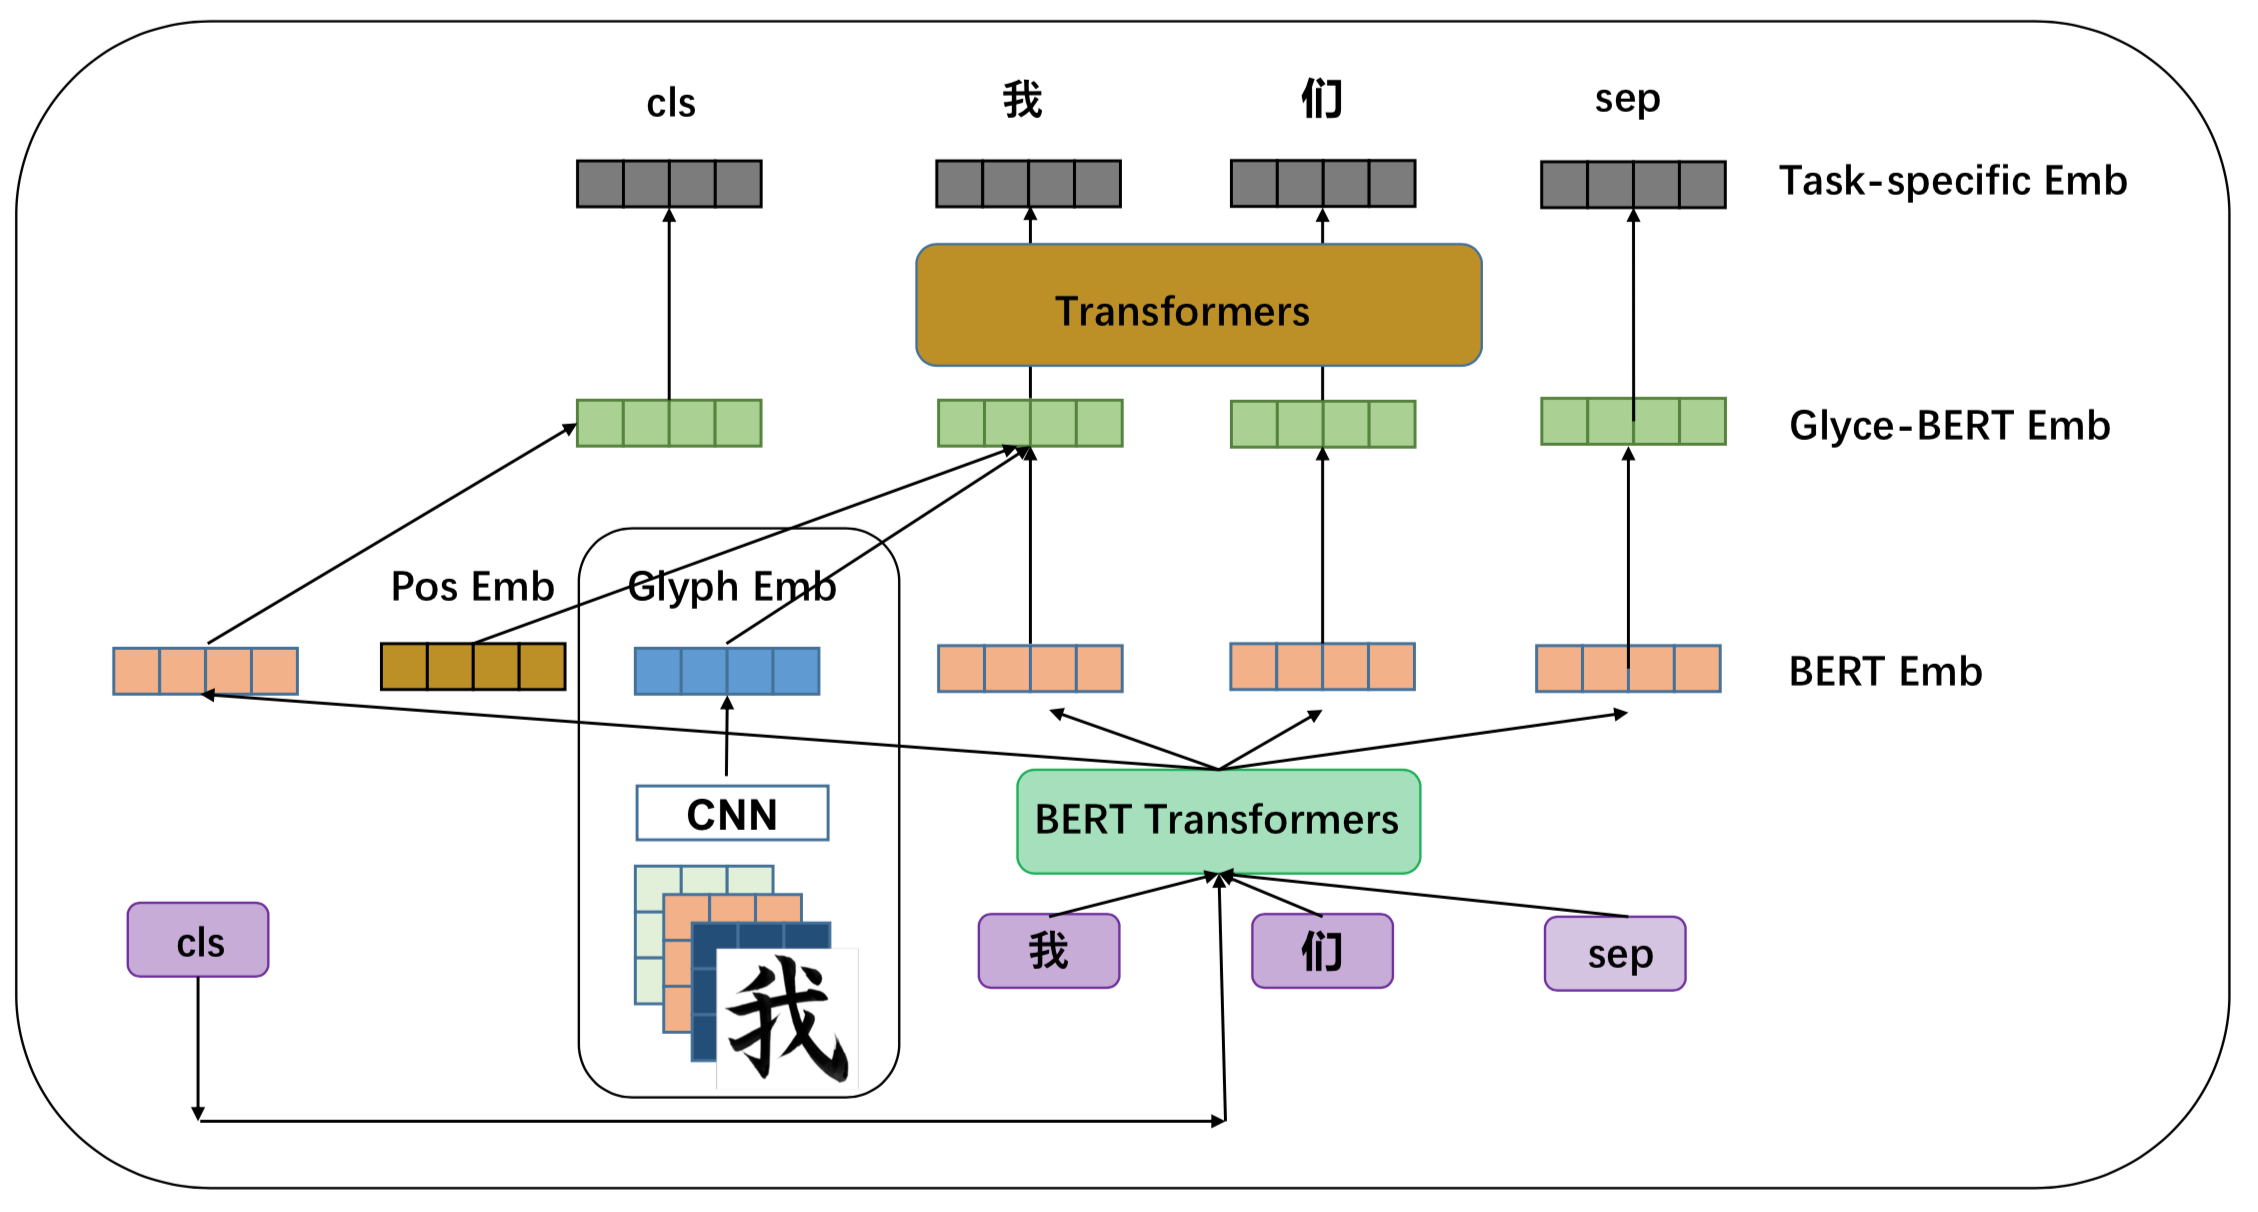 cls 我 们 sep
Task-specific Emb
Transformers
Glyce-BERT Emb
Pos Emb Glyph Emb
BERT Emb
CNN BERT Transformers
cls 我 们 sep
我